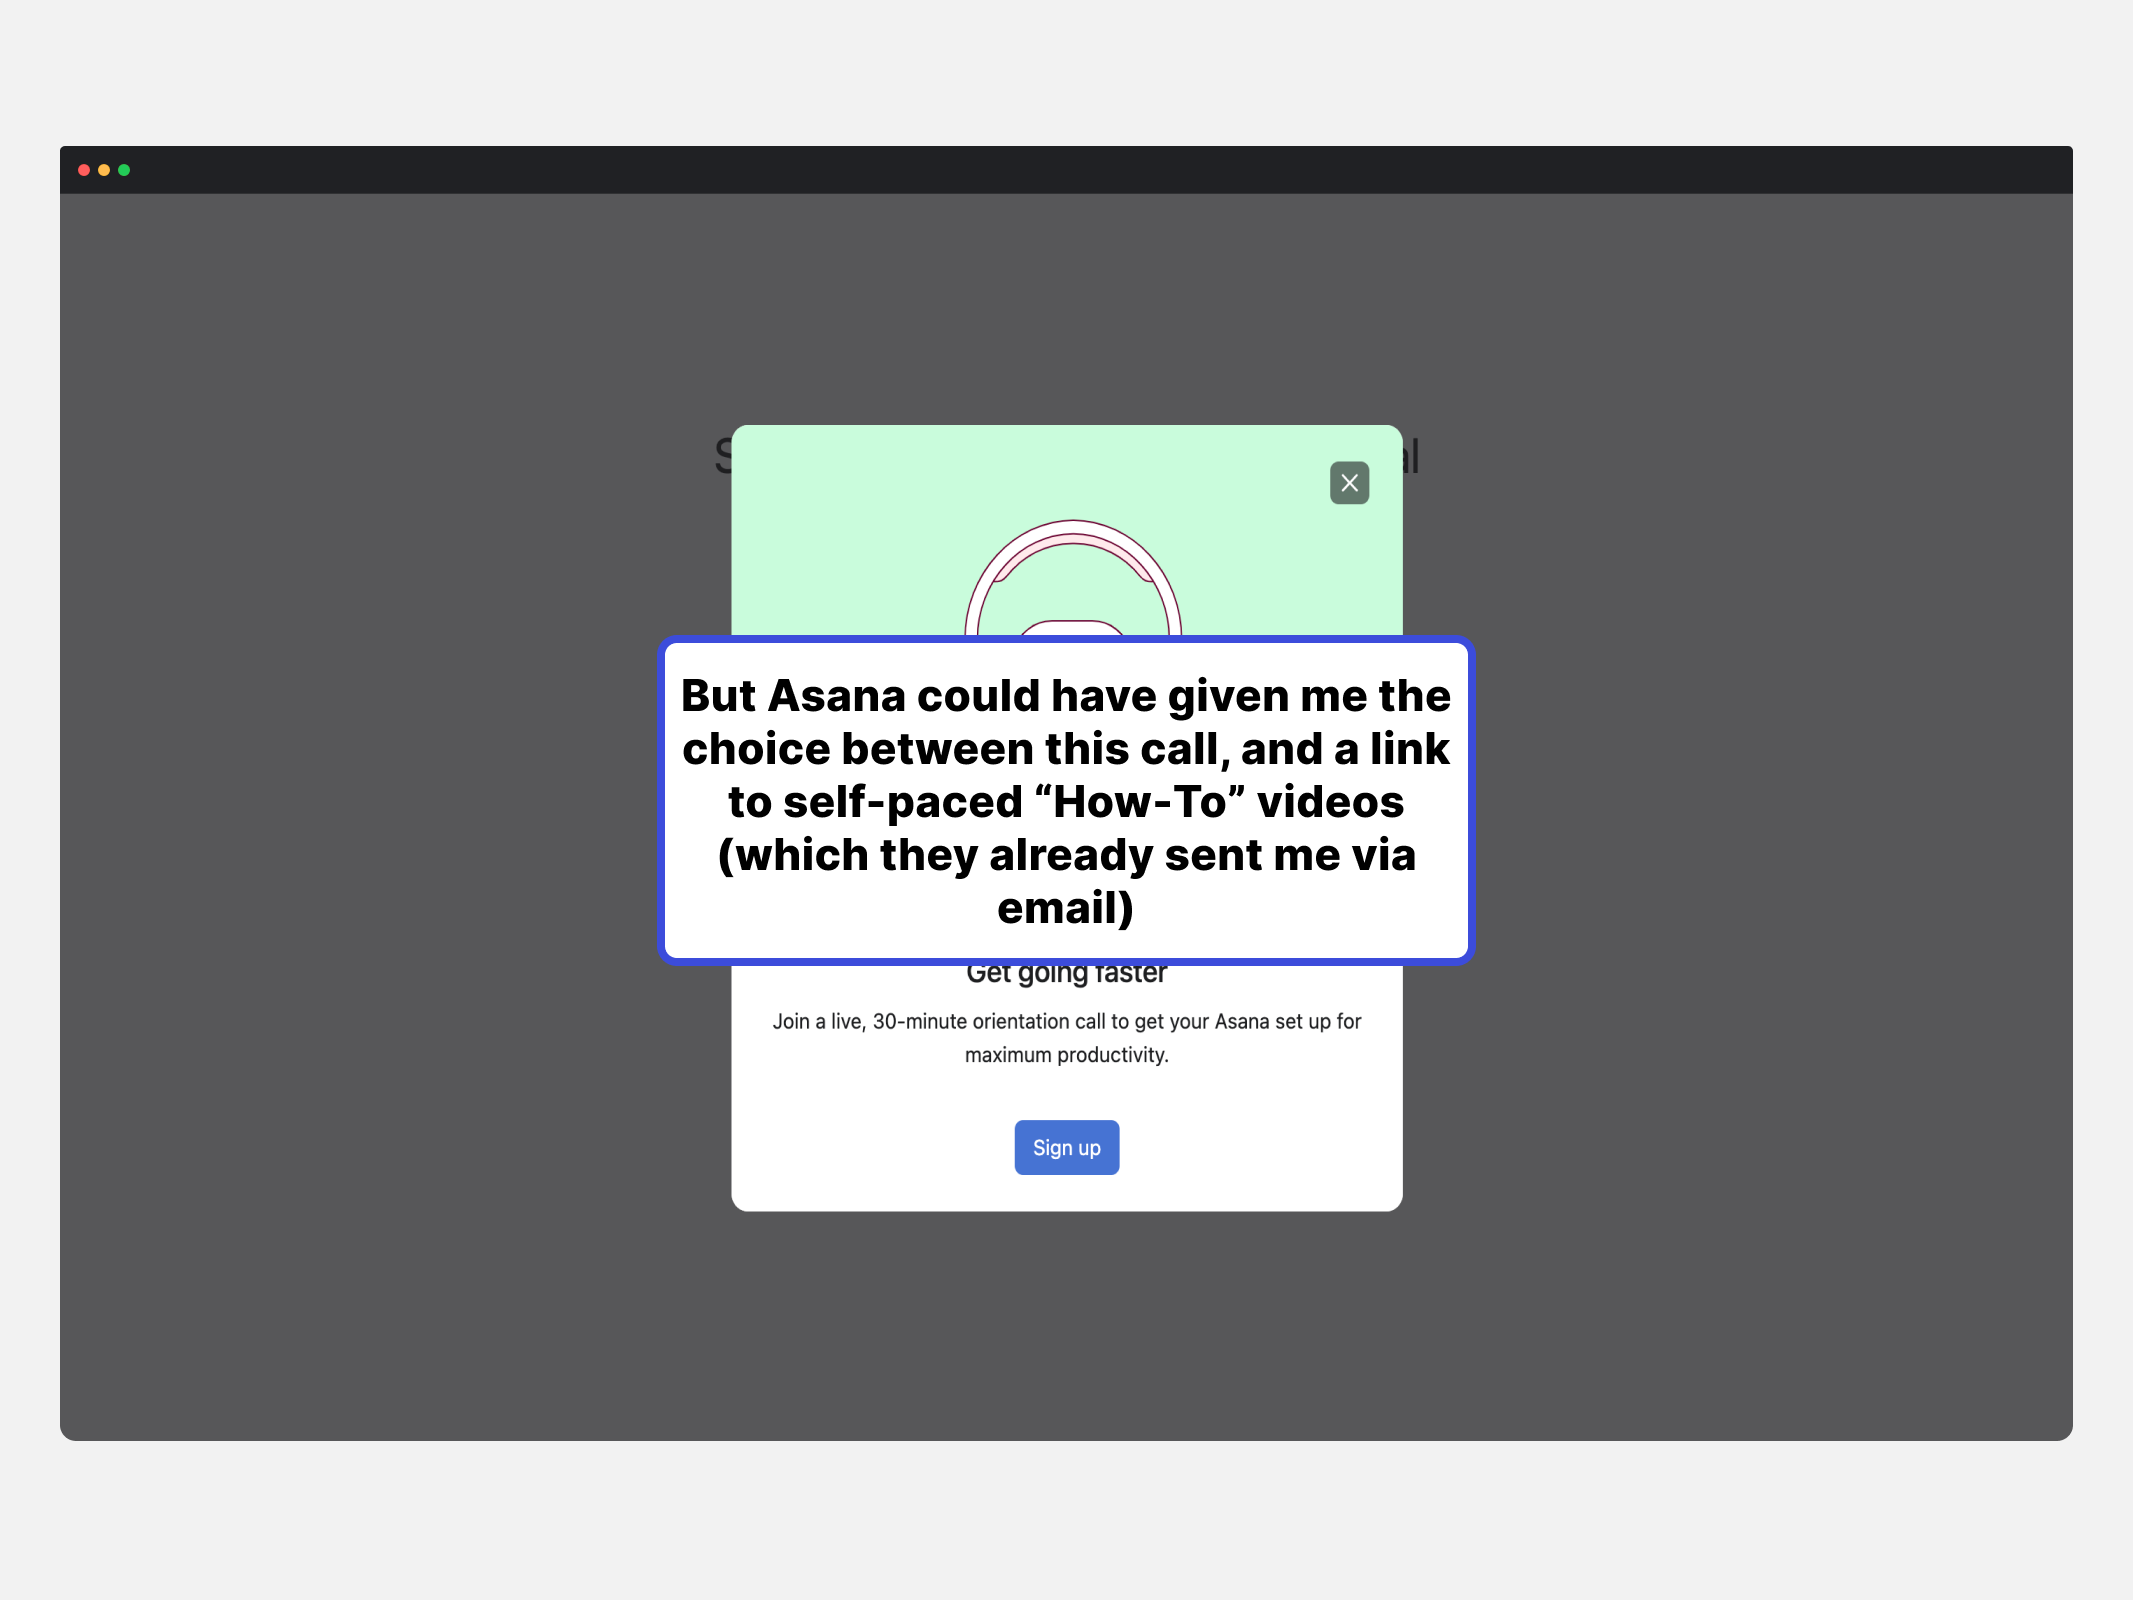 But Asana could have given me the
choice between this call, and a link
to self-paced “How-To” videos
(which they already sent me via
email)
Get going faster
Join a live, 30-minute orientation call to get your Asana set up for
maximum productivity.
Sign up